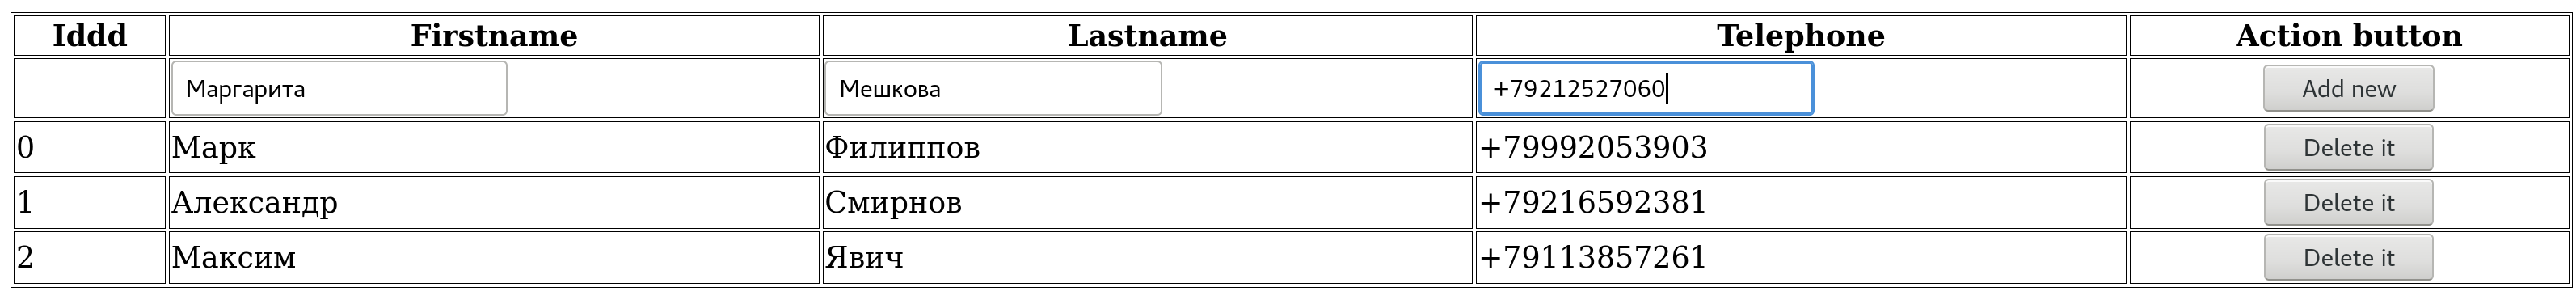 Iddd Firstname Lastname Telephone Action button
Маргарита Мешкова +79212527060 Add new
0 Марк Филиппов +79992053903 Delete it
1 Александр Смирнов +79216592381 Delete it
2 Максим Явич +79113857261 Delete it